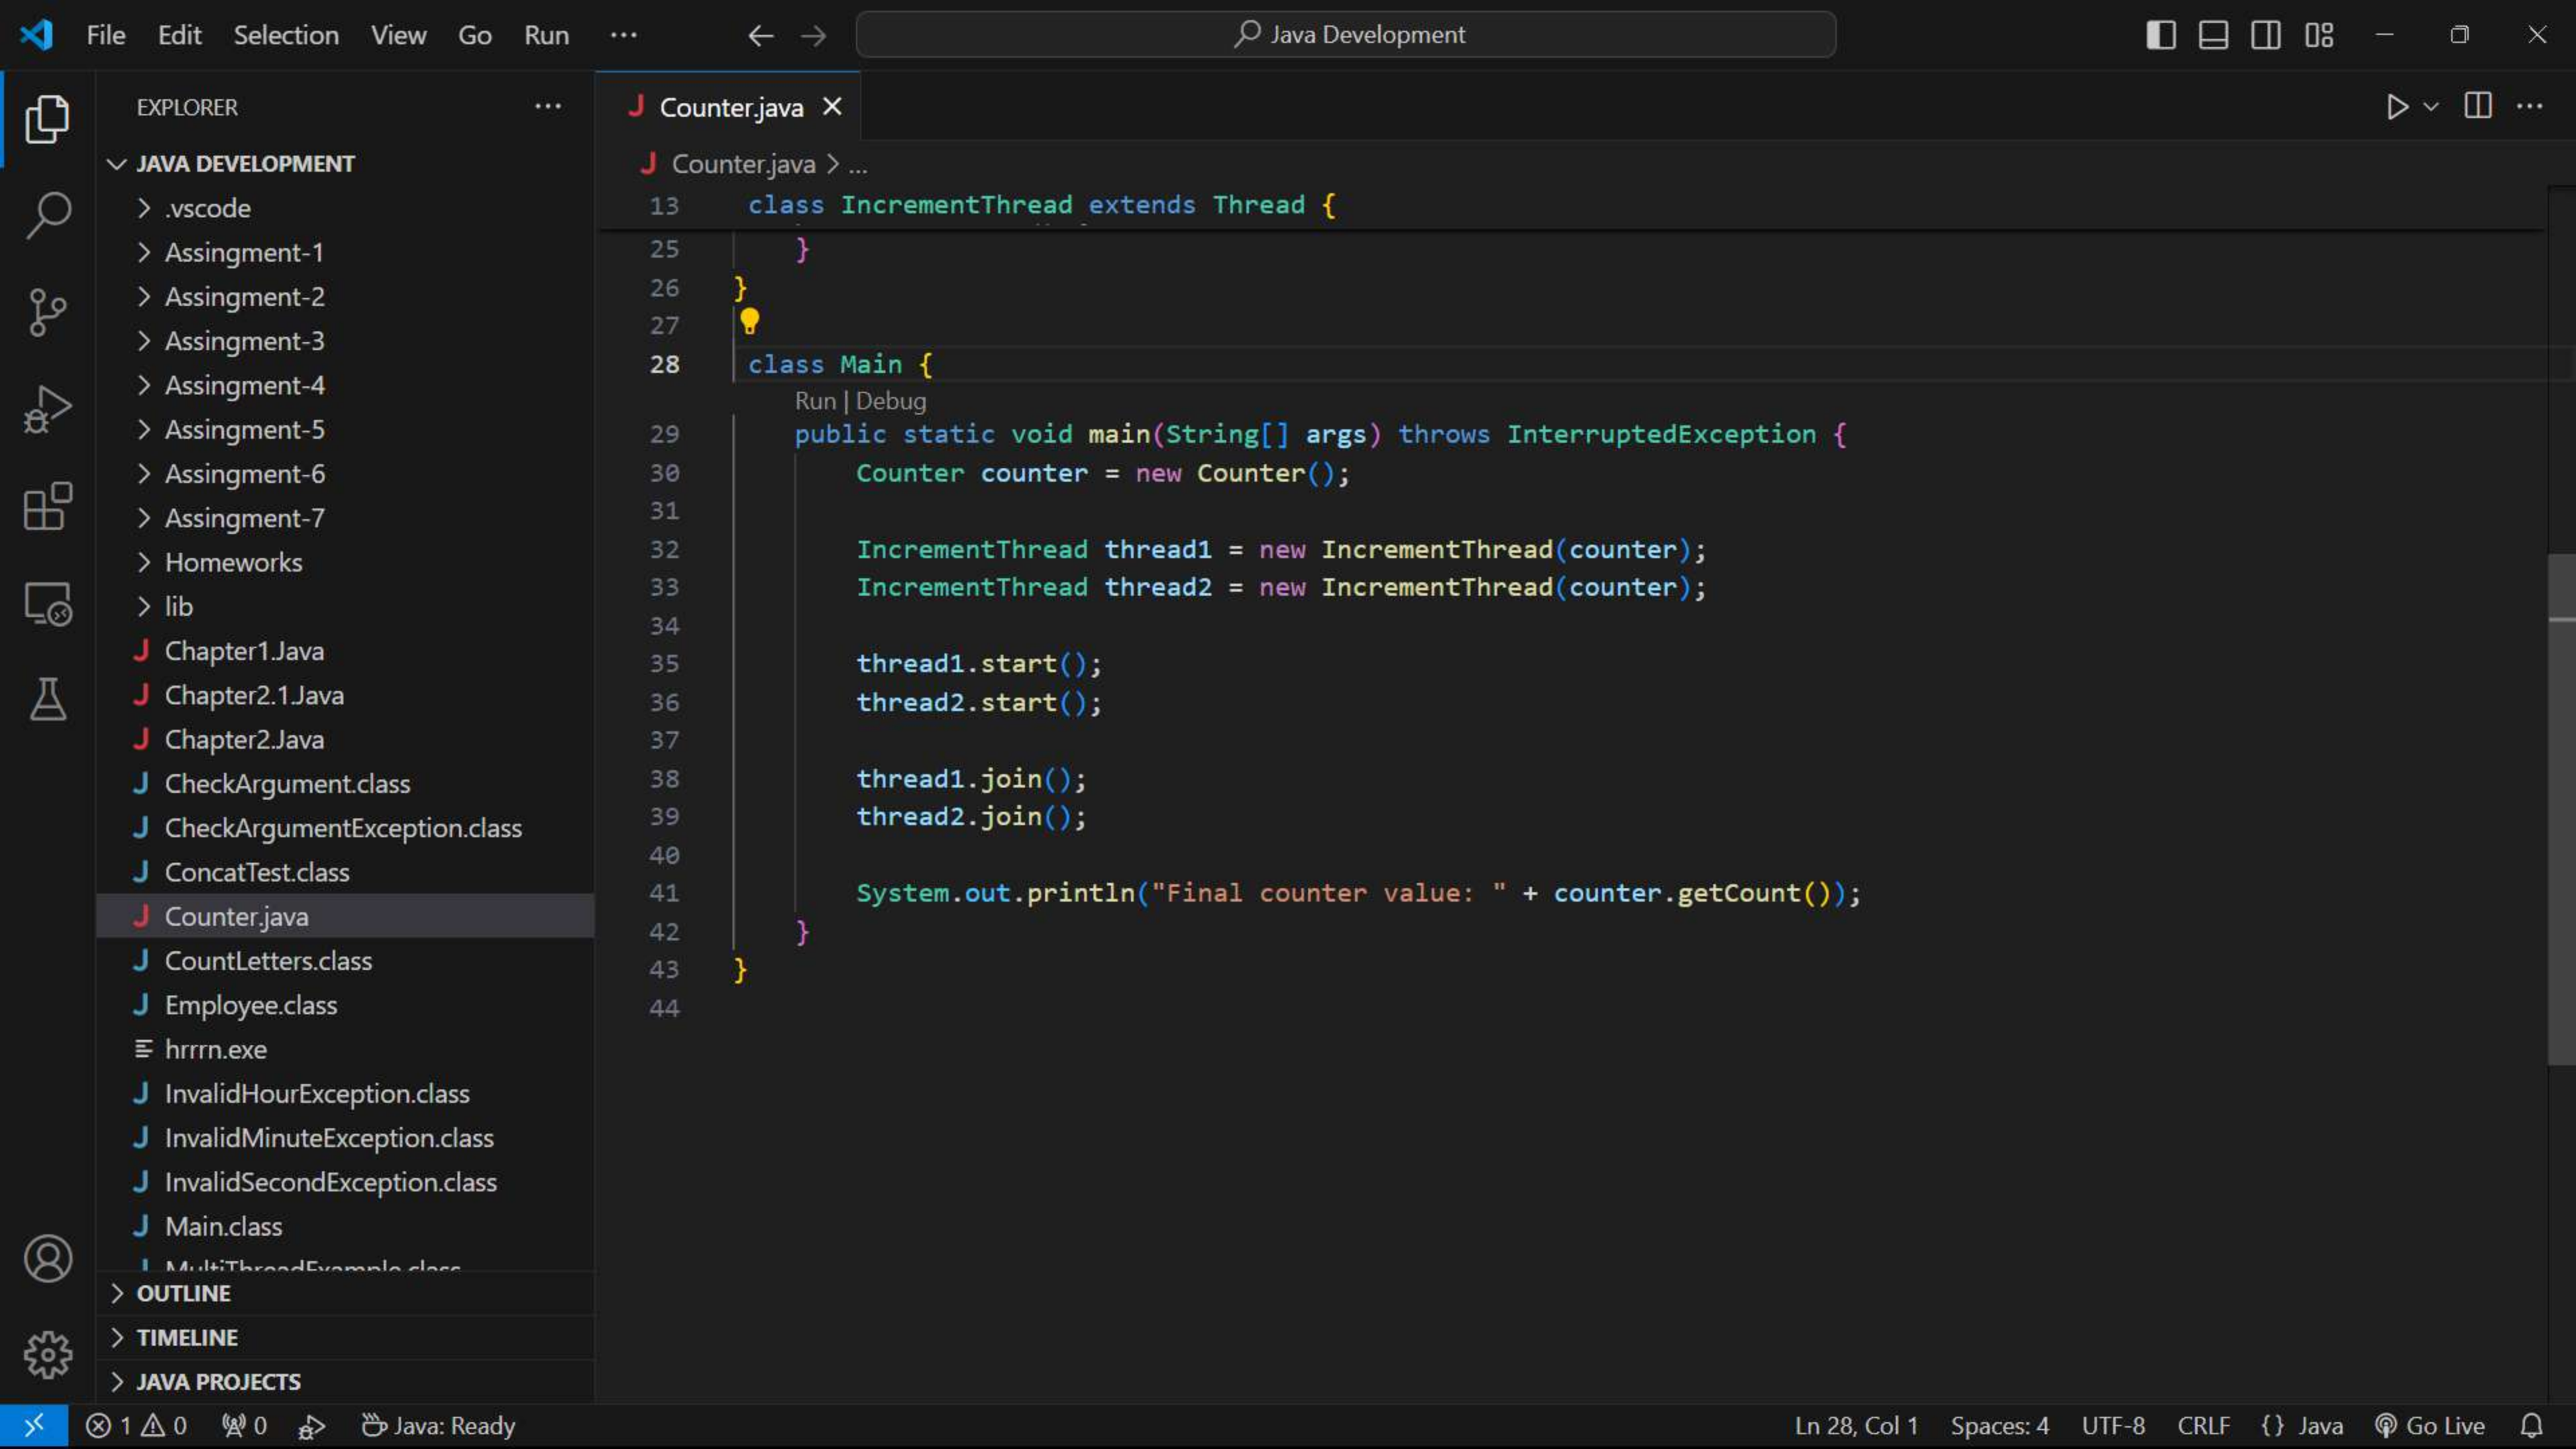 File Edit Selection View Go Run ··· Java Development
EXPLORER ···
JAVA DEVELOPMENT
.vscode
Assingment-1
Assingment-2
Assingment-3
Assingment-4
Assingment-5
Assingment-6
Assingment-7
Homeworks
lib
Chapter1.Java
Chapter2.1.Java
Chapter2.Java
CheckArgument.class
CheckArgumentException.class
ConcatTest.class
Counter.java
CountLetters.class
Employee.class
hrrrn.exe
InvalidHourException.class
InvalidMinuteException.class
InvalidSecondException.class
Main.class
MultiThreadExample.class
OUTLINE
TIMELINE
JAVA PROJECTS
Counter.java
Counter.java > ...
13 class IncrementThread extends Thread {
25 }
26 }
27
28 class Main {
Run | Debug
29 public static void main(String[] args) throws InterruptedException {
30 Counter counter = new Counter();
31
32 IncrementThread thread1 = new IncrementThread(counter);
33 IncrementThread thread2 = new IncrementThread(counter);
34
35 thread1.start();
36 thread2.start();
37
38 thread1.join();
39 thread2.join();
40
41 System.out.println("Final counter value: " + counter.getCount());
42 }
43 }
44
1 0 0 Java: Ready Ln 28, Col 1 Spaces: 4 UTF-8 CRLF {} Java Go Live